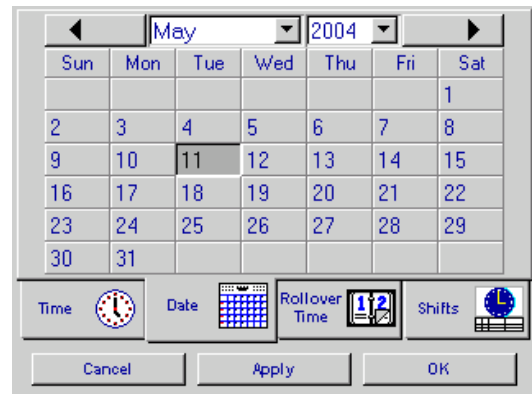 May 2004
Sun Mon Tue Wed Thu Fri Sat
1
2 3 4 5 6 7 8
9 10 11 12 13 14 15
16 17 18 19 20 21 22
23 24 25 26 27 28 29
30 31
Time Date Rollover Time 1 2 Shifts
Cancel Apply OK